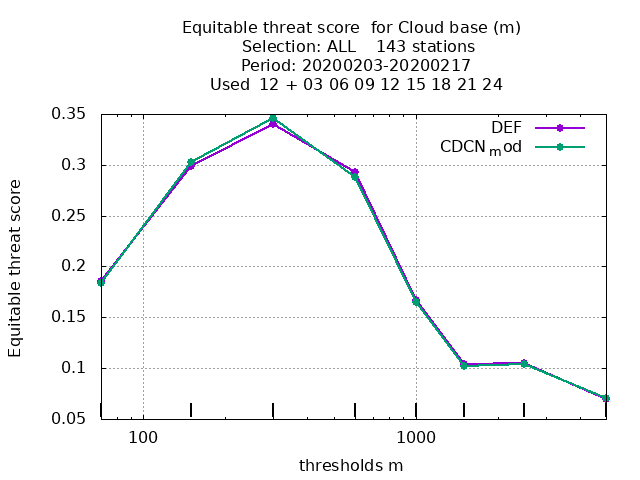 Equitable threat score  for Cloud base (m)
Selection: ALL    143 stations
Period: 20200203-20200217
Used  12 + 03 06 09 12 15 18 21 24
DEF
CDCNmod
0.35
0.3
0.25
0.2
0.15
0.1
0.05
Equitable threat score
100
1000
thresholds m